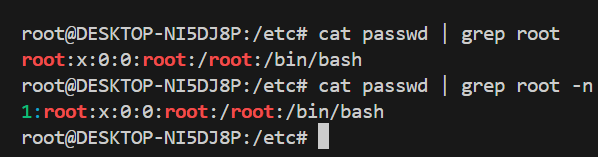 root@DESKTOP-NI5DJ8P:/etc# cat passwd | grep root
root:x:0:0:root:/root:/bin/bash
root@DESKTOP-NI5DJ8P:/etc# cat passwd | grep root -n
1:root:x:0:0:root:/root:/bin/bash
root@DESKTOP-NI5DJ8P:/etc#